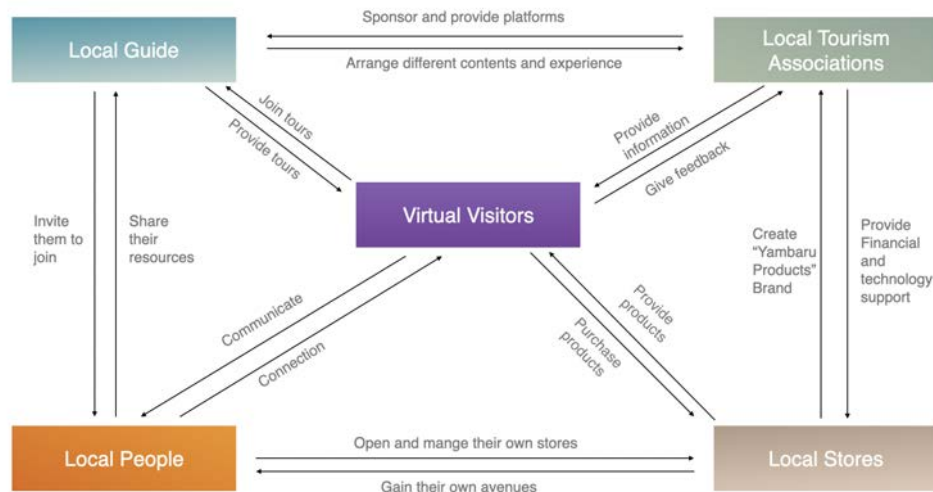 Sponsor and provide platforms
Local Guide
Local Tourism
Associations
Arrange different contents and experience
Join tours
Provide tours
Provide
information
Give feedback
Virtual Visitors
Invite
them to
join
Share
their
resources
Create
“Yambaru
Products”
Brand
Provide
Financial
and
technology
support
Communicate
Connection
Provide
products
Purchase
products
Local People
Open and mange their own stores
Gain their own avenues
Local Stores